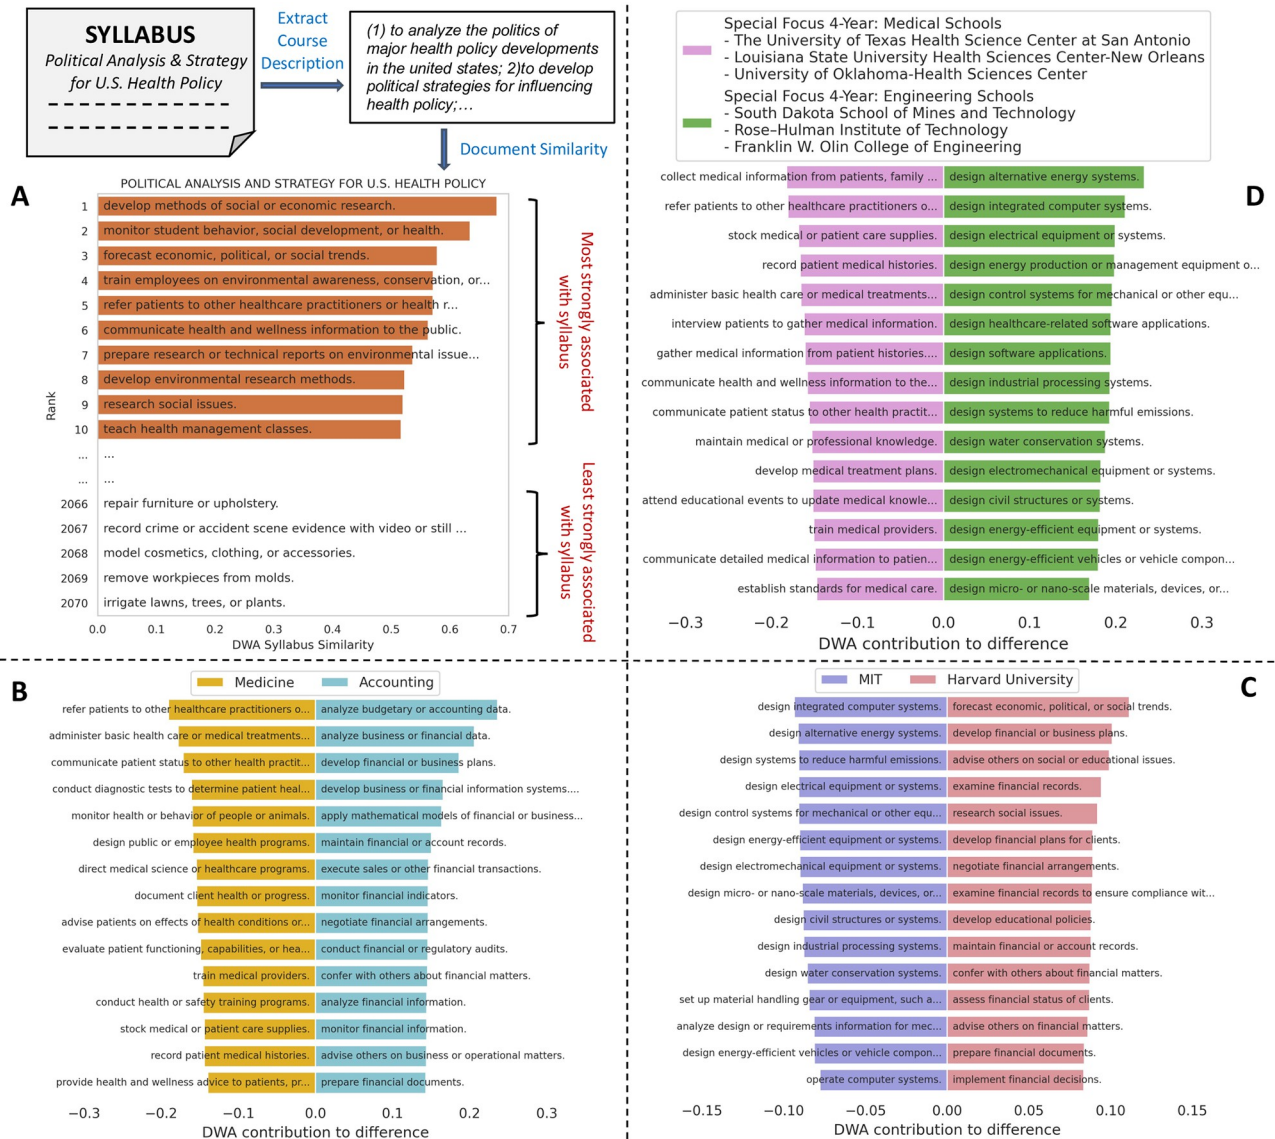 SYLLABUS
Political Analysis & Strategy
for U.S. Health Policy
Extract
Course
Description
(1) to analyze the politics of
major health policy developments
in the united states; 2)to develop
political strategies for influencing
health policy;...
Document Similarity
A
POLITICAL ANALYSIS AND STRATEGY FOR U.S. HEALTH POLICY
Rank
1 develop methods of social or economic research.
2 monitor student behavior, social development, or health.
3 forecast economic, political, or social trends.
4 train employees on environmental awareness, conservation, or...
5 refer patients to other healthcare practitioners or health r...
6 communicate health and wellness information to the public.
7 prepare research or technical reports on environmental issue...
8 develop environmental research methods.
9 research social issues.
10 teach health management classes.
... ...
... ...
2066 repair furniture or upholstery.
2067 record crime or accident scene evidence with video or still ...
2068 model cosmetics, clothing, or accessories.
2069 remove workpieces from molds.
2070 irrigate lawns, trees, or plants.
0.0 0.1 0.2 0.3 0.4 0.5 0.6 0.7
DWA Syllabus Similarity
Most strongly associated
with syllabus
Least strongly associated
with syllabus
D
Special Focus 4-Year: Medical Schools
- The University of Texas Health Science Center at San Antonio
- Louisiana State University Health Sciences Center-New Orleans
- University of Oklahoma-Health Sciences Center
Special Focus 4-Year: Engineering Schools
- South Dakota School of Mines and Technology
- Rose–Hulman Institute of Technology
- Franklin W. Olin College of Engineering
collect medical information from patients, family ... design alternative energy systems.
refer patients to other healthcare practitioners o... design integrated computer systems.
stock medical or patient care supplies. design electrical equipment or systems.
record patient medical histories. design energy production or management equipment o...
administer basic health care or medical treatments... design control systems for mechanical or other equ...
interview patients to gather medical information. design healthcare-related software applications.
gather medical information from patient histories.... design software applications.
communicate health and wellness information to the... design industrial processing systems.
communicate patient status to other health practit... design systems to reduce harmful emissions.
maintain medical or professional knowledge. design water conservation systems.
develop medical treatment plans. design electromechanical equipment or systems.
attend educational events to update medical knowle... design civil structures or systems.
train medical providers. design energy-efficient equipment or systems.
communicate detailed medical information to patien... design energy-efficient vehicles or vehicle compon...
establish standards for medical care. design micro- or nano-scale materials, devices, or...
−0.3 −0.2 −0.1 0.0 0.1 0.2 0.3
DWA contribution to difference
B
Medicine Accounting
refer patients to other healthcare practitioners o... analyze budgetary or accounting data.
administer basic health care or medical treatments... analyze business or financial data.
communicate patient status to other health practit... develop financial or business plans.
conduct diagnostic tests to determine patient heal... develop business or financial information systems....
monitor health or behavior of people or animals. apply mathematical models of financial or business...
design public or employee health programs. maintain financial or account records.
direct medical science or healthcare programs. execute sales or other financial transactions.
document client health or progress. monitor financial indicators.
advise patients on effects of health conditions or... negotiate financial arrangements.
evaluate patient functioning, capabilities, or hea... conduct financial or regulatory audits.
train medical providers. confer with others about financial matters.
conduct health or safety training programs. analyze financial information.
stock medical or patient care supplies. monitor financial information.
record patient medical histories. advise others on business or operational matters.
provide health and wellness advice to patients, pr... prepare financial documents.
−0.3 −0.2 −0.1 0.0 0.1 0.2 0.3
DWA contribution to difference
C
MIT Harvard University
design integrated computer systems. forecast economic, political, or social trends.
design alternative energy systems. develop financial or business plans.
design systems to reduce harmful emissions. advise others on social or educational issues.
design electrical equipment or systems. examine financial records.
design control systems for mechanical or other equ... research social issues.
design energy-efficient equipment or systems. develop financial plans for clients.
design electromechanical equipment or systems. negotiate financial arrangements.
design micro- or nano-scale materials, devices, or... examine financial records to ensure compliance wit...
design civil structures or systems. develop educational policies.
design industrial processing systems. maintain financial or account records.
design water conservation systems. confer with others about financial matters.
set up material handling gear or equipment, such a... assess financial status of clients.
analyze design or requirements information for mec... advise others on financial matters.
design energy-efficient vehicles or vehicle compon... prepare financial documents.
operate computer systems. implement financial decisions.
−0.15 −0.10 −0.05 0.00 0.05 0.10 0.15
DWA contribution to difference